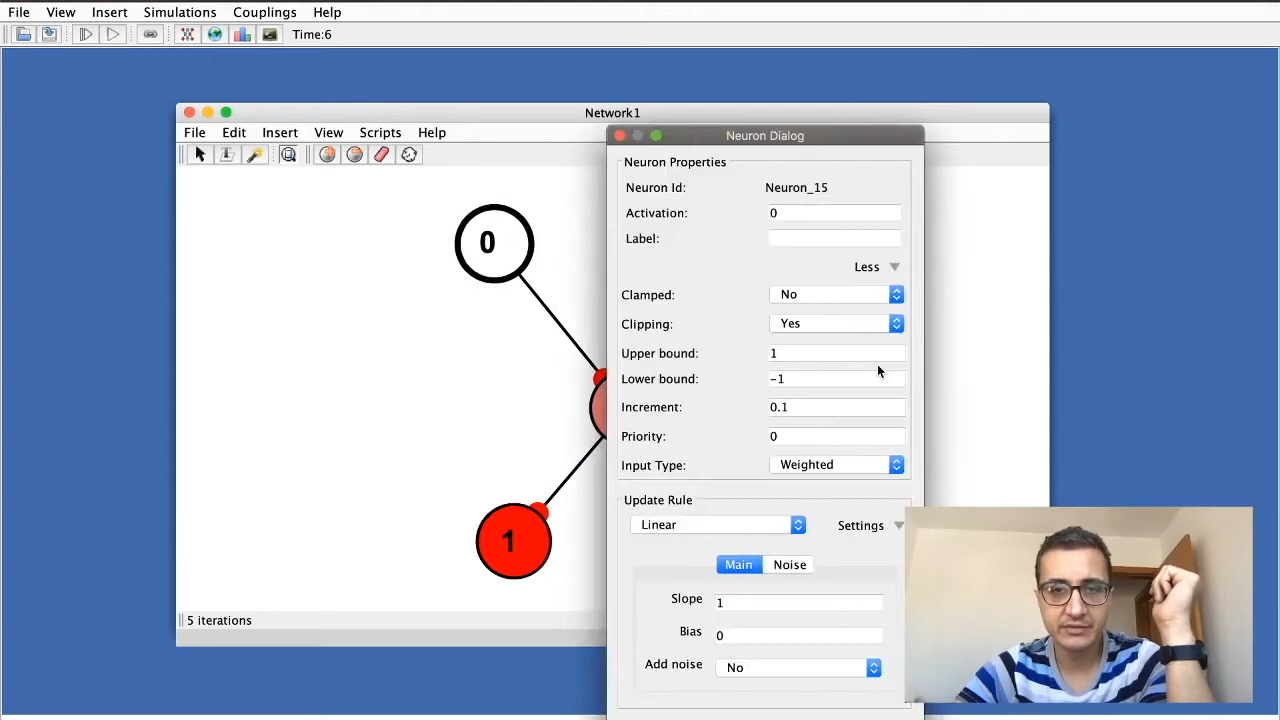 File View Insert Simulations Couplings Help
Time:6
Network1
File Edit Insert View Scripts Help
0
1
5 iterations
Neuron Dialog
Neuron Properties
Neuron Id: Neuron_15
Activation: 0
Label:
Less
Clamped: No
Clipping: Yes
Upper bound: 1
Lower bound: -1
Increment: 0.1
Priority: 0
Input Type: Weighted
Update Rule
Linear Settings
Main Noise
Slope 1
Bias 0
Add noise No